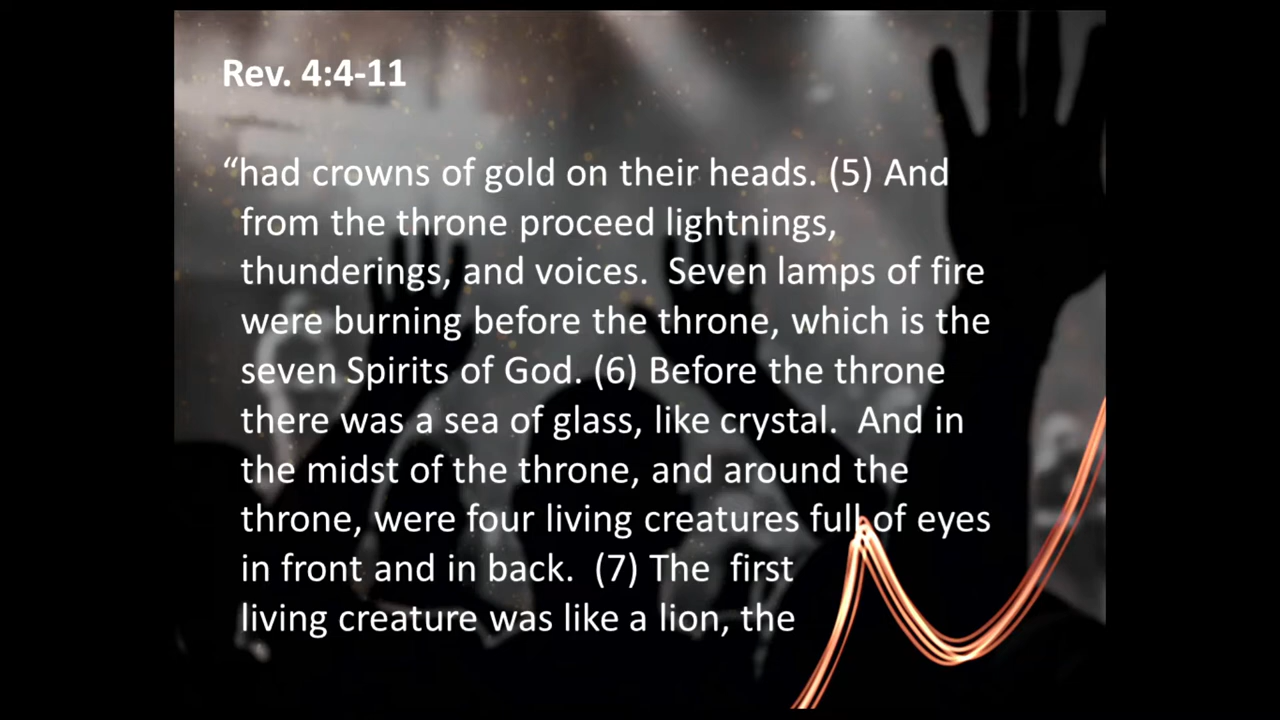 Rev. 4:4-11
“had crowns of gold on their heads. (5) And
from the throne proceed lightnings,
thunderings, and voices.  Seven lamps of fire
were burning before the throne, which is the
seven Spirits of God. (6) Before the throne
there was a sea of glass, like crystal.  And in
the midst of the throne, and around the
throne, were four living creatures full of eyes
in front and in back.  (7) The  first
living creature was like a lion, the